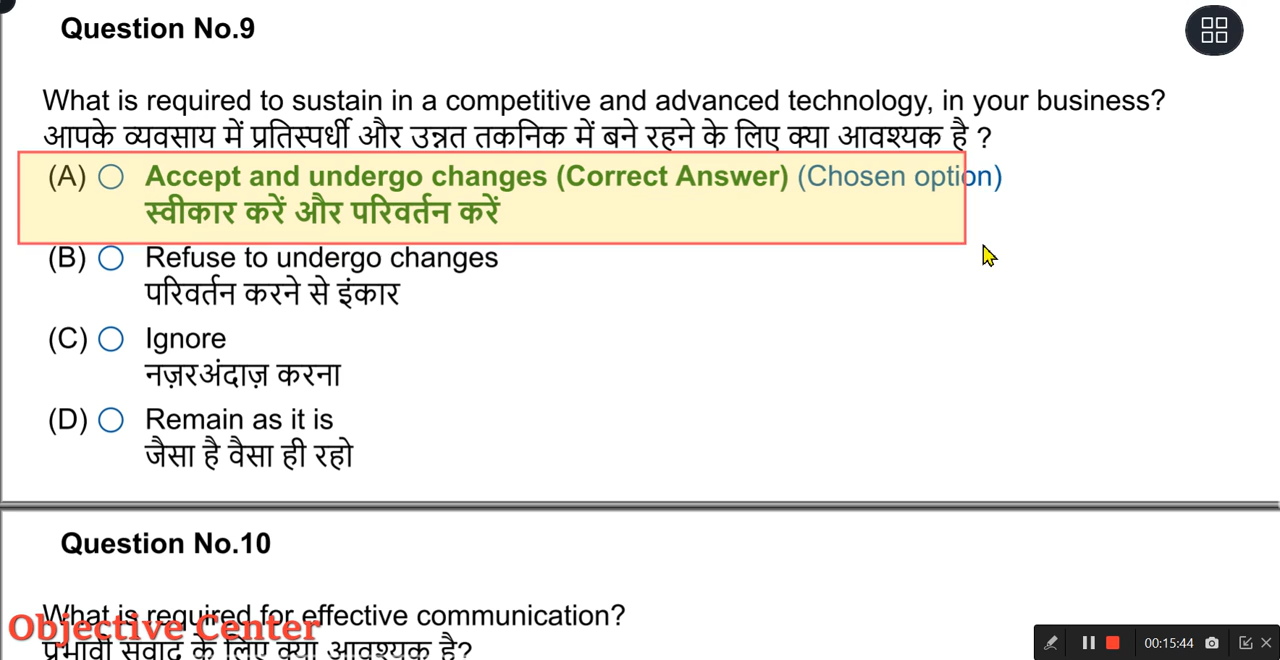 Question No.9
What is required to sustain in a competitive and advanced technology, in your business?
आपके व्यवसाय में प्रतिस्पर्धी और उन्नत तकनिक में बने रहने के लिए क्या आवश्यक है ?
(A) Accept and undergo changes (Correct Answer) (Chosen option)
स्वीकार करें और परिवर्तन करें
(B) Refuse to undergo changes
परिवर्तन करने से इंकार
(C) Ignore
नज़रअंदाज़ करना
(D) Remain as it is
जैसा है वैसा ही रहो
Question No.10
What is required for effective communication?
Objective Center
प्रभावी संवाद के लिए क्या आवश्यक है?
00:15:44